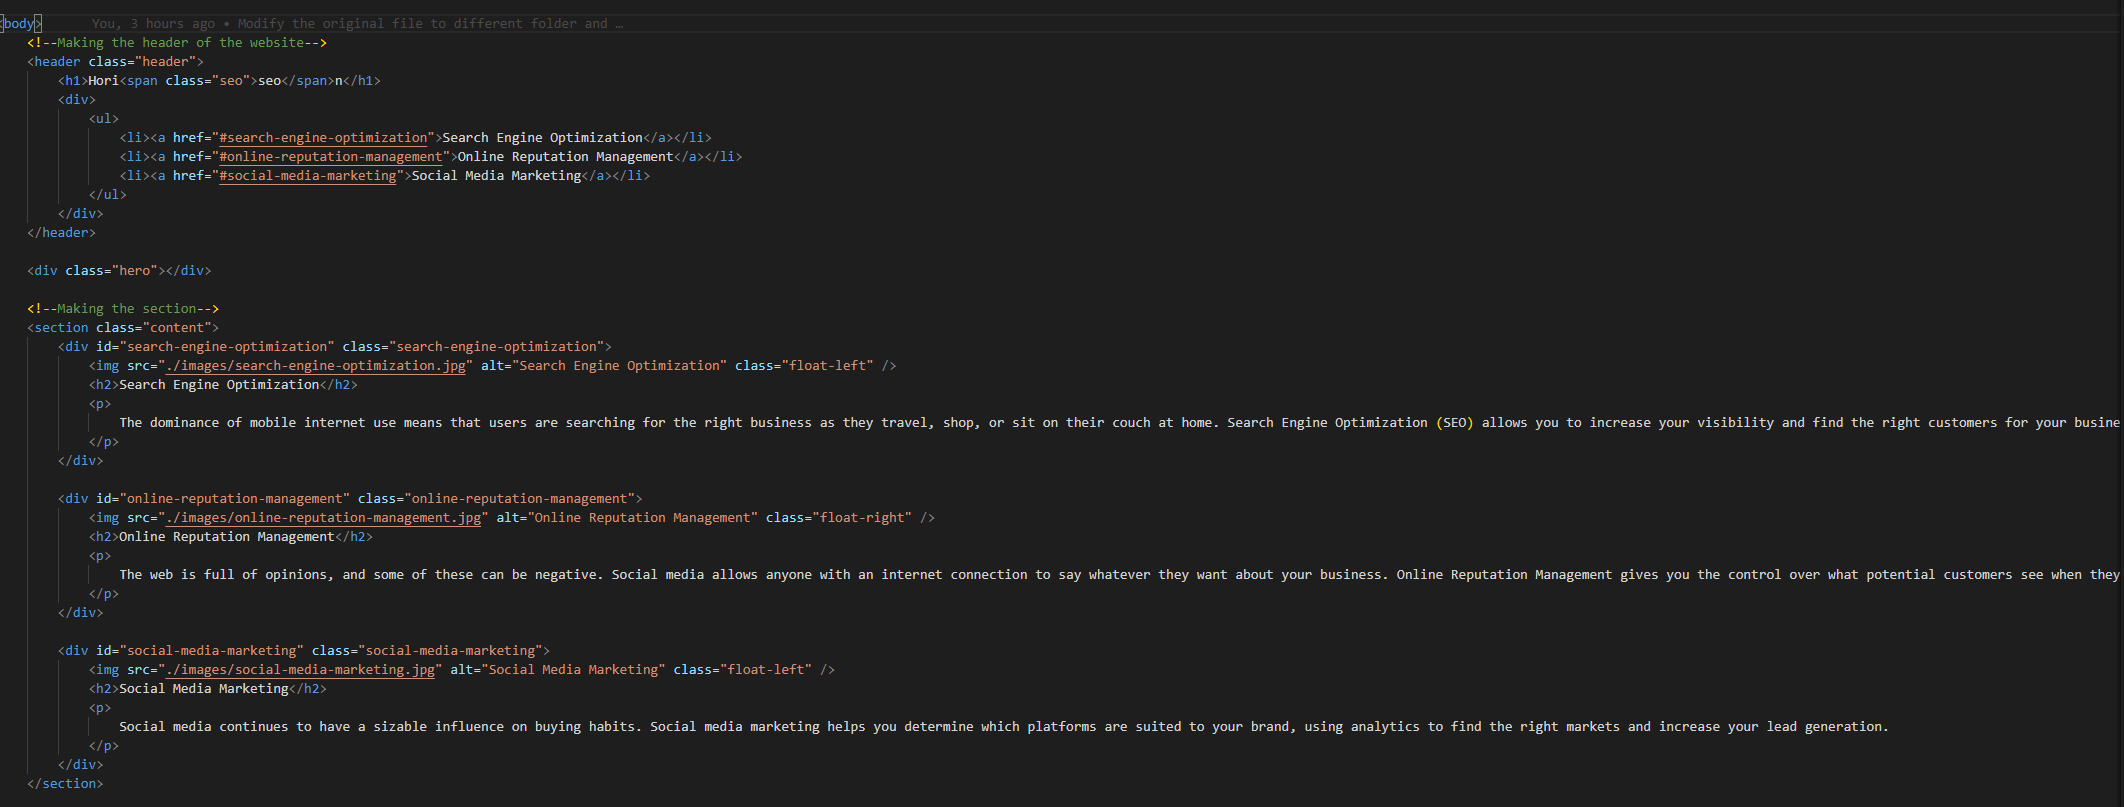 <body>     You, 3 hours ago • Modify the original file to different folder and …
<!--Making the header of the website-->
<header class="header">
<h1>Hori<span class="seo">seo</span>n</h1>
<div>
<ul>
<li><a href="#search-engine-optimization">Search Engine Optimization</a></li>
<li><a href="#online-reputation-management">Online Reputation Management</a></li>
<li><a href="#social-media-marketing">Social Media Marketing</a></li>
</ul>
</div>
</header>
<div class="hero"></div>
<!--Making the section-->
<section class="content">
<div id="search-engine-optimization" class="search-engine-optimization">
<img src="./images/search-engine-optimization.jpg" alt="Search Engine Optimization" class="float-left" />
<h2>Search Engine Optimization</h2>
<p>
The dominance of mobile internet use means that users are searching for the right business as they travel, shop, or sit on their couch at home. Search Engine Optimization (SEO) allows you to increase your visibility and find the right customers for your busine
</p>
</div>
<div id="online-reputation-management" class="online-reputation-management">
<img src="./images/online-reputation-management.jpg" alt="Online Reputation Management" class="float-right" />
<h2>Online Reputation Management</h2>
<p>
The web is full of opinions, and some of these can be negative. Social media allows anyone with an internet connection to say whatever they want about your business. Online Reputation Management gives you the control over what potential customers see when they
</p>
</div>
<div id="social-media-marketing" class="social-media-marketing">
<img src="./images/social-media-marketing.jpg" alt="Social Media Marketing" class="float-left" />
<h2>Social Media Marketing</h2>
<p>
Social media continues to have a sizable influence on buying habits. Social media marketing helps you determine which platforms are suited to your brand, using analytics to find the right markets and increase your lead generation.
</p>
</div>
</section>